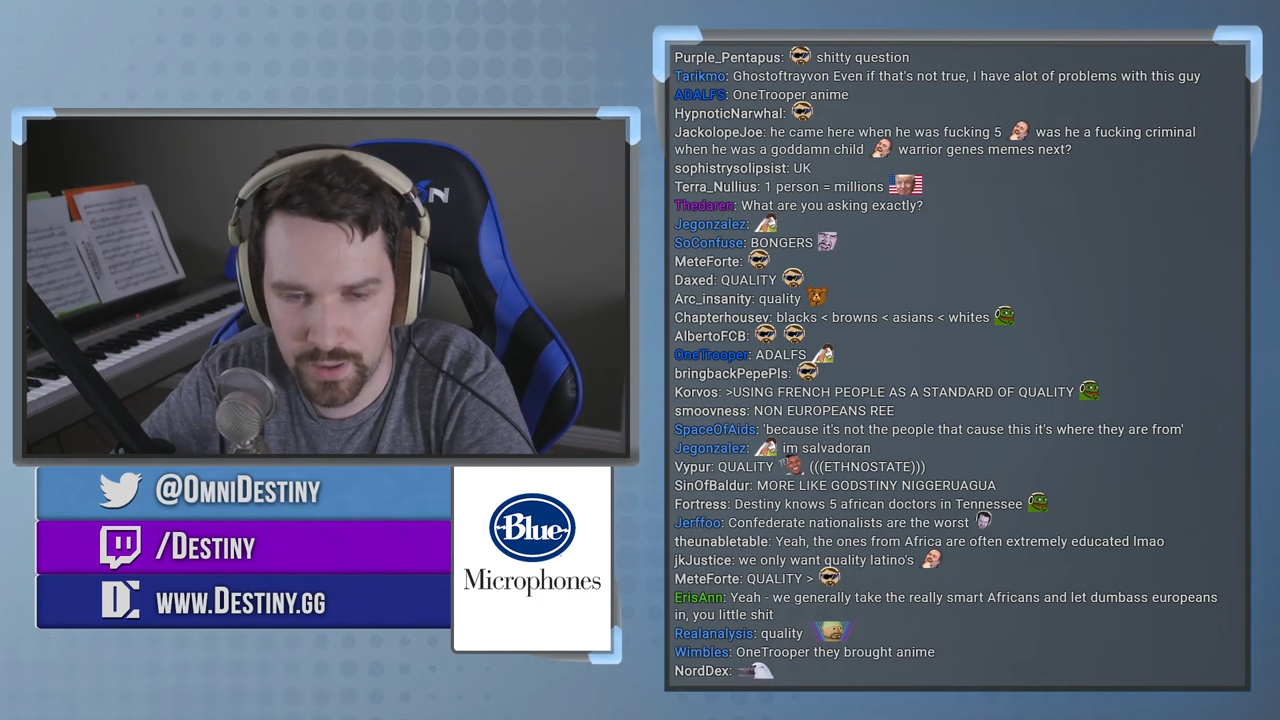 N
@OmniDestiny
/Destiny
www.Destiny.gg
Blue
Microphones
Purple_Pentapus: shitty question
Tarikmo: Ghostoftrayvon Even if that's not true, I have alot of problems with this guy
ADALFS: OneTrooper anime
HypnoticNarwhal:
JackolopeJoe: he came here when he was fucking 5 was he a fucking criminal
when he was a goddamn child warrior genes memes next?
sophistrysolipsist: UK
Terra_Nullius: 1 person = millions
Thedaren: What are you asking exactly?
Jegonzalez:
SoConfuse: BONGERS
MeteForte:
Daxed: QUALITY
Arc_insanity: quality
Chapterhousev: blacks < browns < asians < whites
AlbertoFCB:
OneTrooper: ADALFS
bringbackPepePls:
Korvos: >USING FRENCH PEOPLE AS A STANDARD OF QUALITY
smoovness: NON EUROPEANS REE
SpaceOfAids: 'because it's not the people that cause this it's where they are from'
Jegonzalez: im salvadoran
Vypur: QUALITY (((ETHNOSTATE)))
SinOfBaldur: MORE LIKE GODSTINY NIGGERUAGUA
Fortress: Destiny knows 5 african doctors in Tennessee
Jerffoo: Confederate nationalists are the worst
theunabletable: Yeah, the ones from Africa are often extremely educated lmao
jkJustice: we only want quality latino's
MeteForte: QUALITY >
ErisAnn: Yeah - we generally take the really smart Africans and let dumbass europeans
in, you little shit
Realanalysis: quality
Wimbles: OneTrooper they brought anime
NordDex: